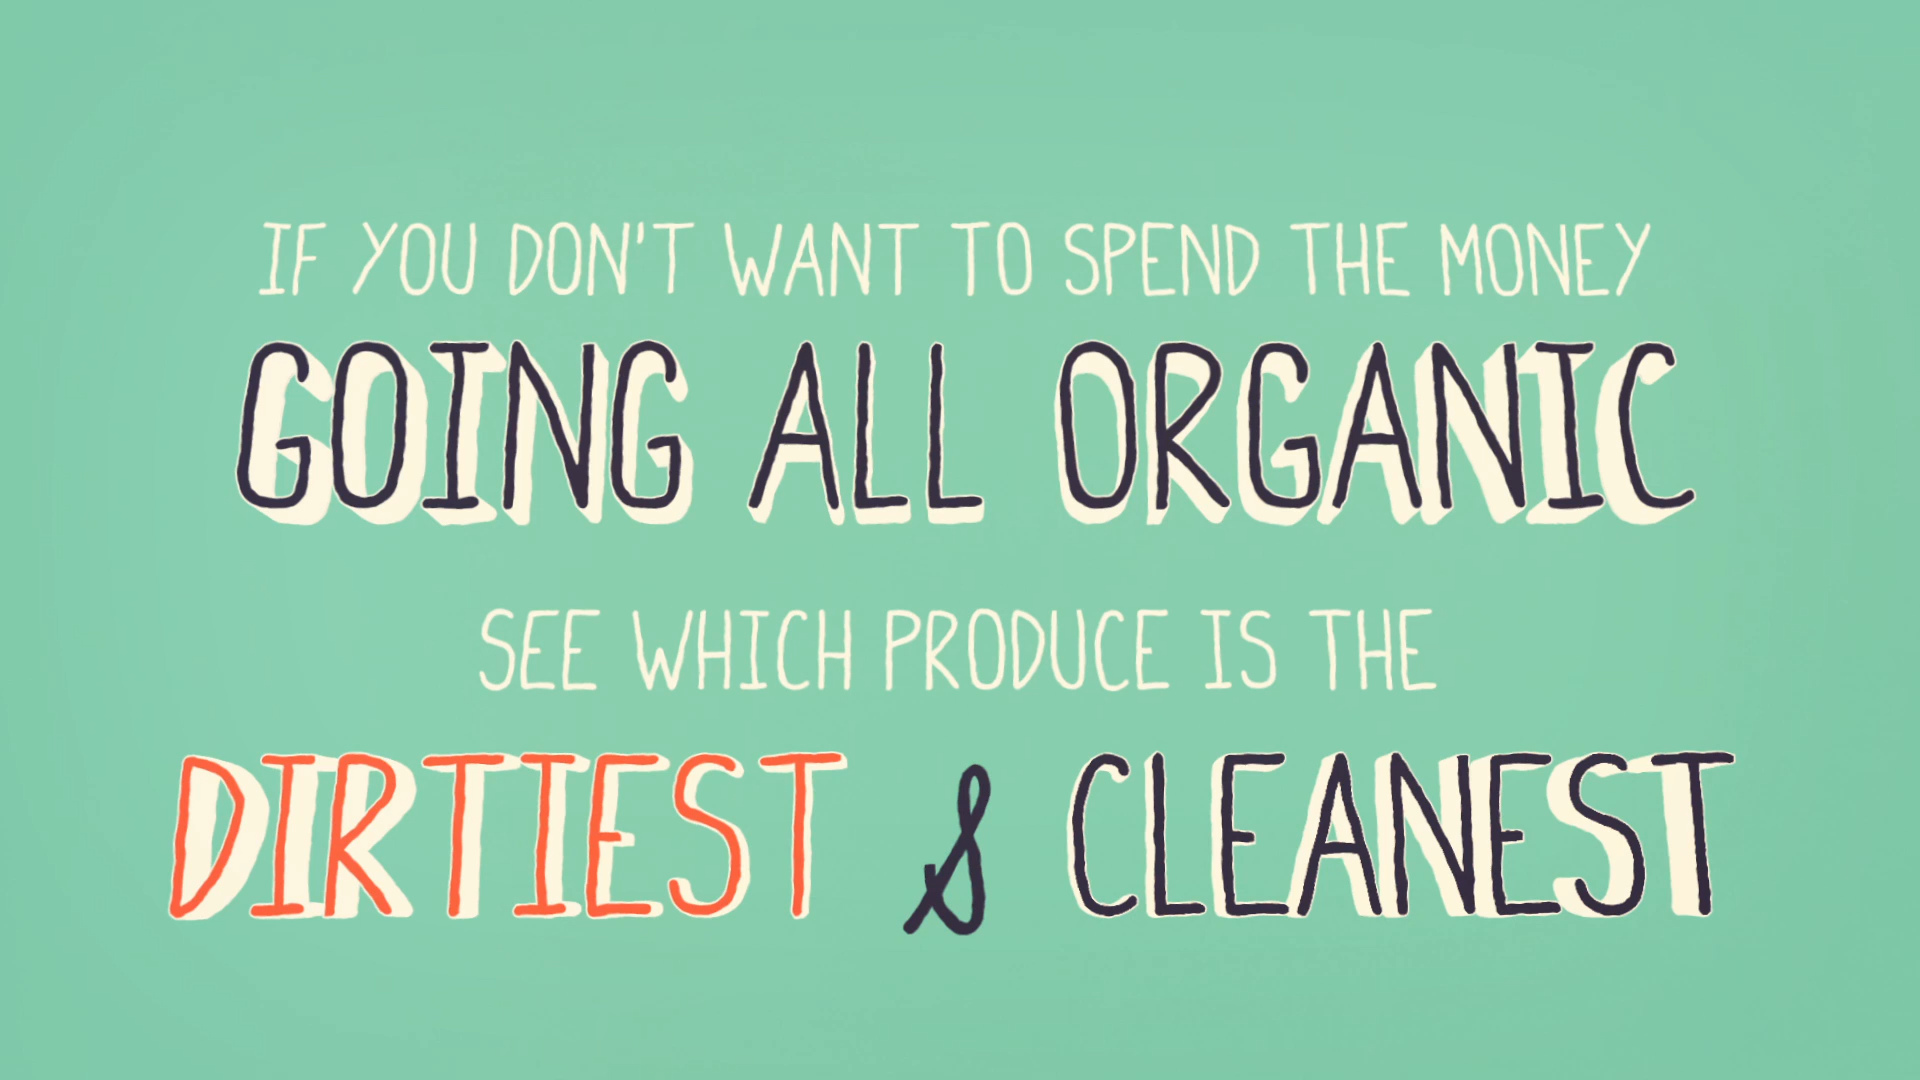 IF YOU DON'T WANT TO SPEND THE MONEY
GOING ALL ORGANIC
SEE WHICH PRODUCE IS THE
DIRTIEST & CLEANEST